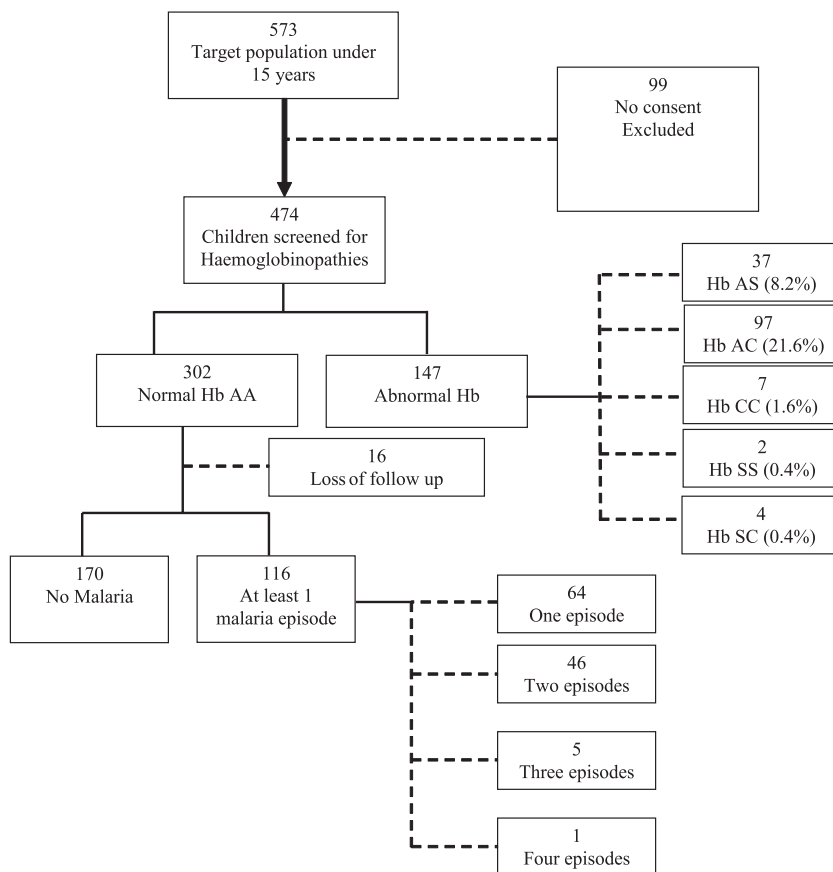 573
Target population under
15 years
99
No consent
Excluded
474
Children screened for
Haemoglobinopathies
37
Hb AS (8.2%)
97
Hb AC (21.6%)
302
Normal Hb AA
147
Abnormal Hb
7
Hb CC (1.6%)
2
Hb SS (0.4%)
16
Loss of follow up
4
Hb SC (0.4%)
170
No Malaria
116
At least 1
malaria episode
64
One episode
46
Two episodes
5
Three episodes
1
Four episodes